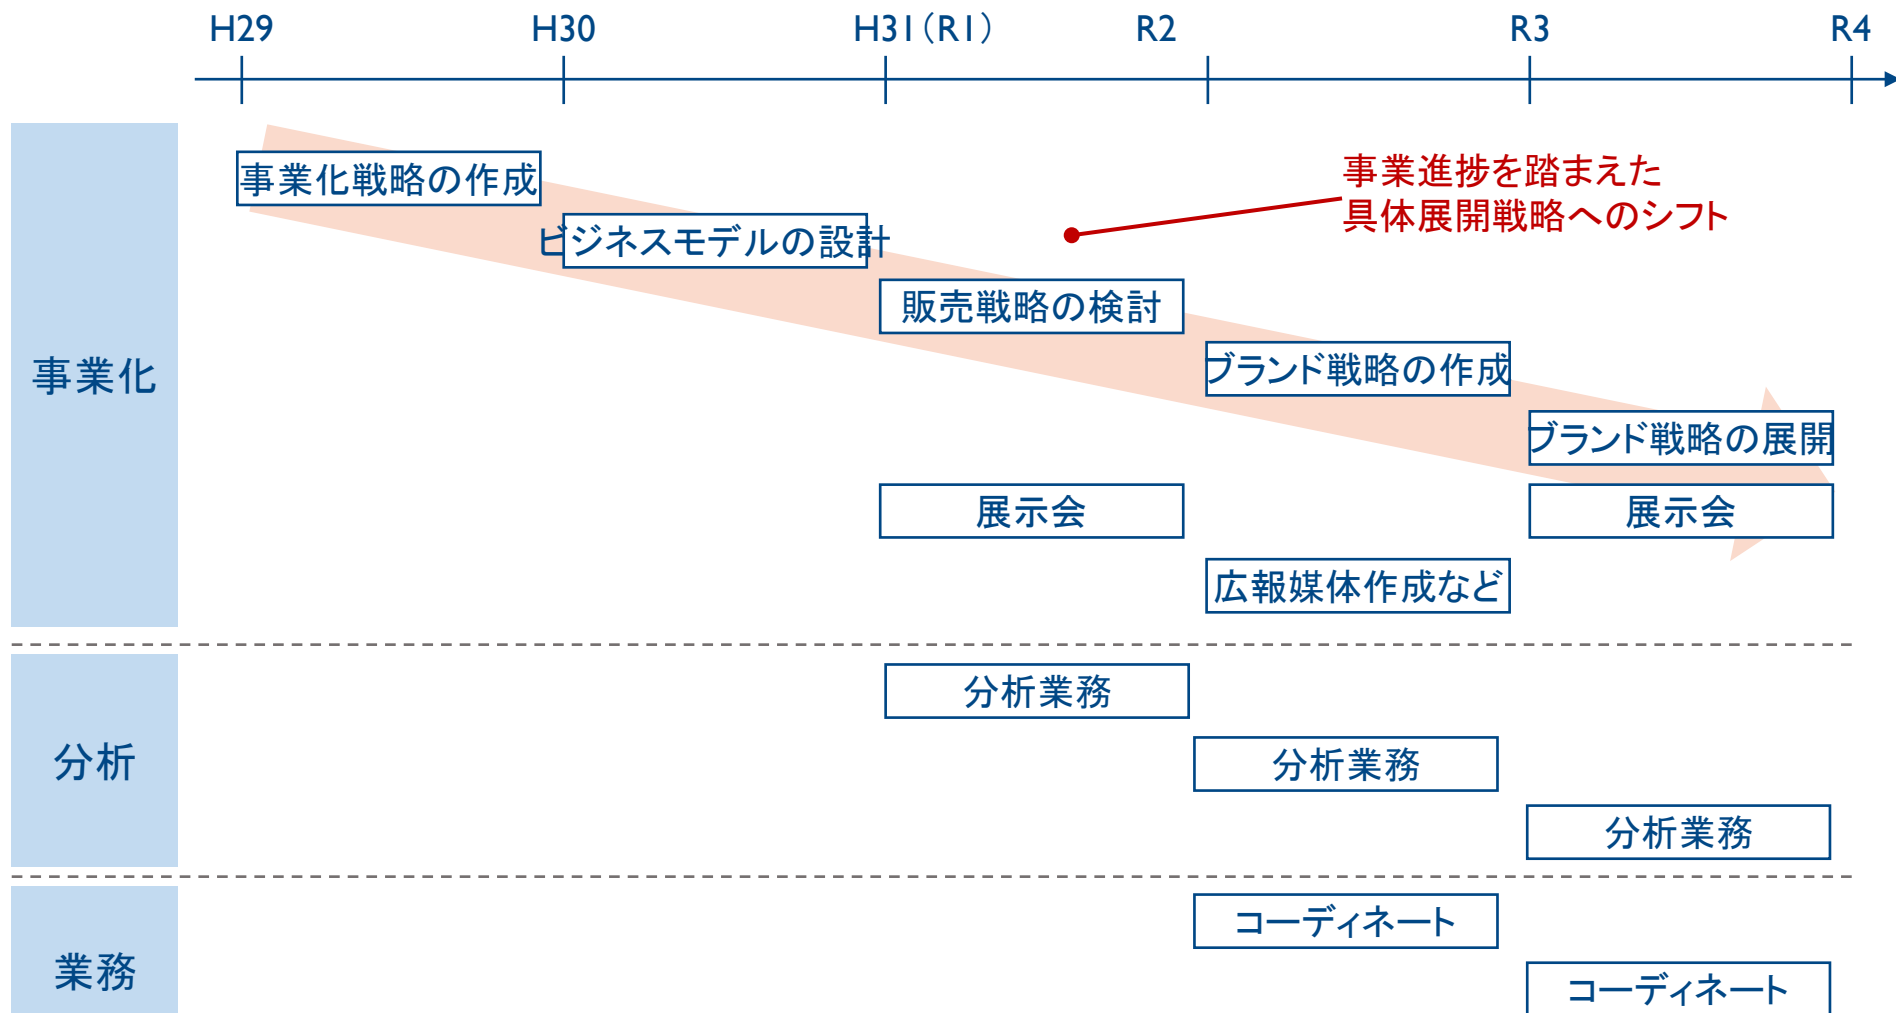 H29
H30
H31(R1)
R2
R3
R4
事業化
事業化戦略の作成
ビジネスモデルの設計
事業進捗を踏まえた
具体展開戦略へのシフト
販売戦略の検討
ブランド戦略の作成
ブランド戦略の展開
展示会
展示会
広報媒体作成など
分析
分析業務
分析業務
分析業務
業務
コーディネート
コーディネート